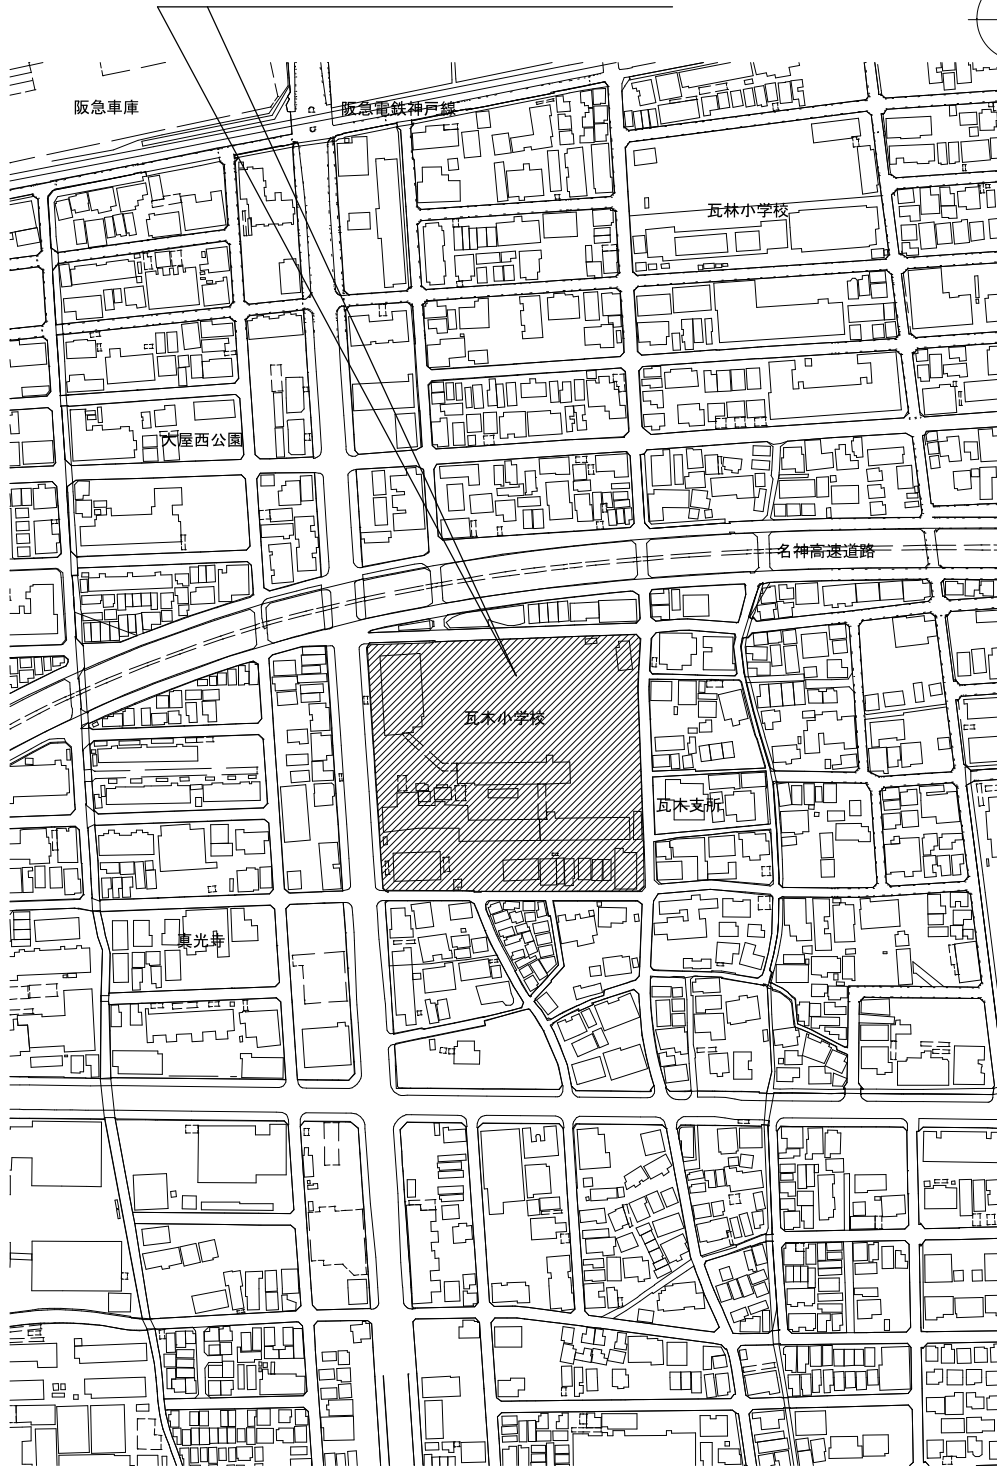 阪急車庫
阪急電鉄神戸線
瓦林小学校
大屋西公園
名神高速道路
瓦木小学校
瓦木支所
真光寺